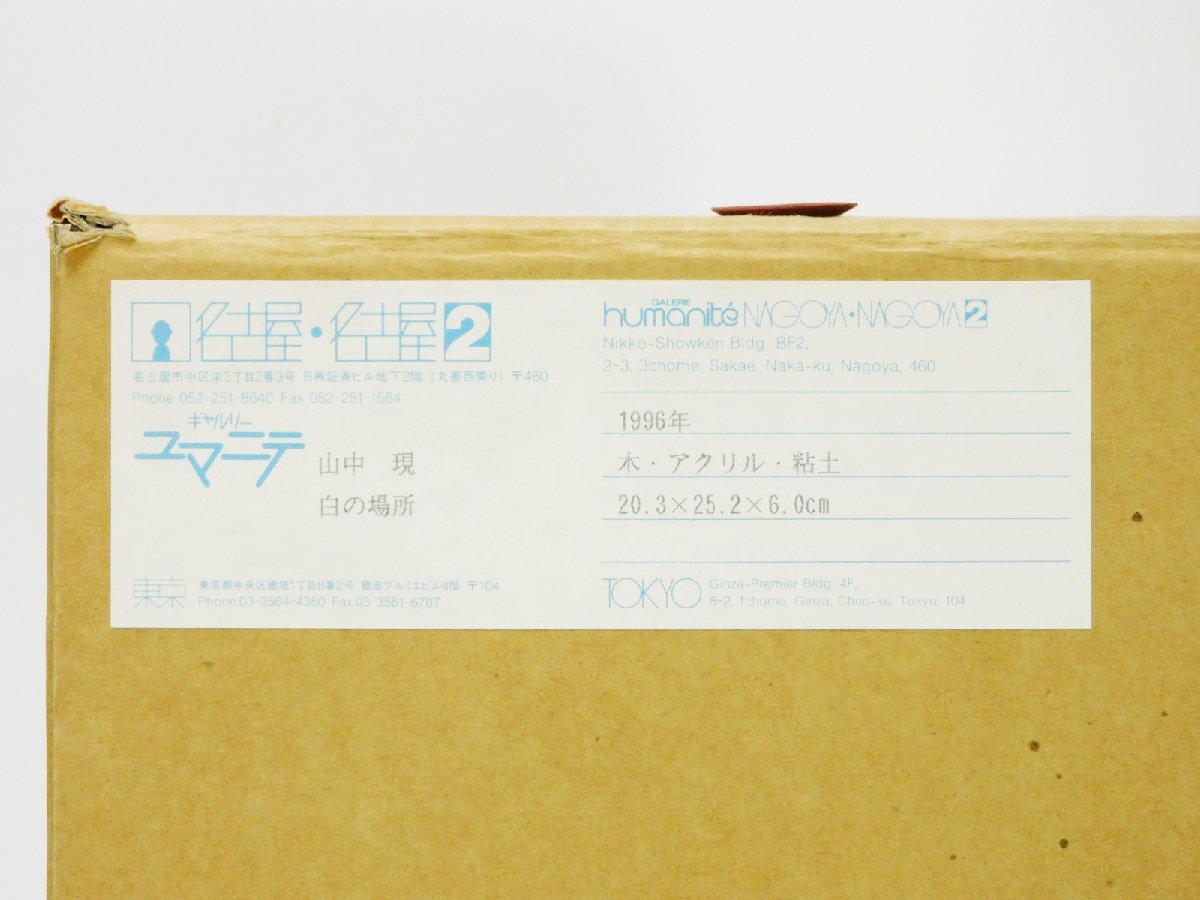 名古屋・名古屋2
名古屋市中区栄3丁目2番3号 日興証券ビル地下2階（丸善西隣り）〒460
Phone 052-251-8640 Fax 052-251-1564
ギャルリー
ユマニテ
山中 現
白の場所
東京
東京都中央区銀座1丁目8番2号 銀座プルミエビル4階 〒104
Phone 03-3564-4350 Fax 03-3561-6787
GALERIE
humanité NAGOYA・NAGOYA2
Nikko-Showken Bldg. BF2,
2-3, 3chome, Sakae, Naka-ku, Nagoya, 460
1996年
木・アクリル・粘土
20.3×25.2×6.0cm
TOKYO
Ginza-Premier Bldg. 4F,
8-2, 1chome, Ginza, Chuo-ku, Tokyo, 104